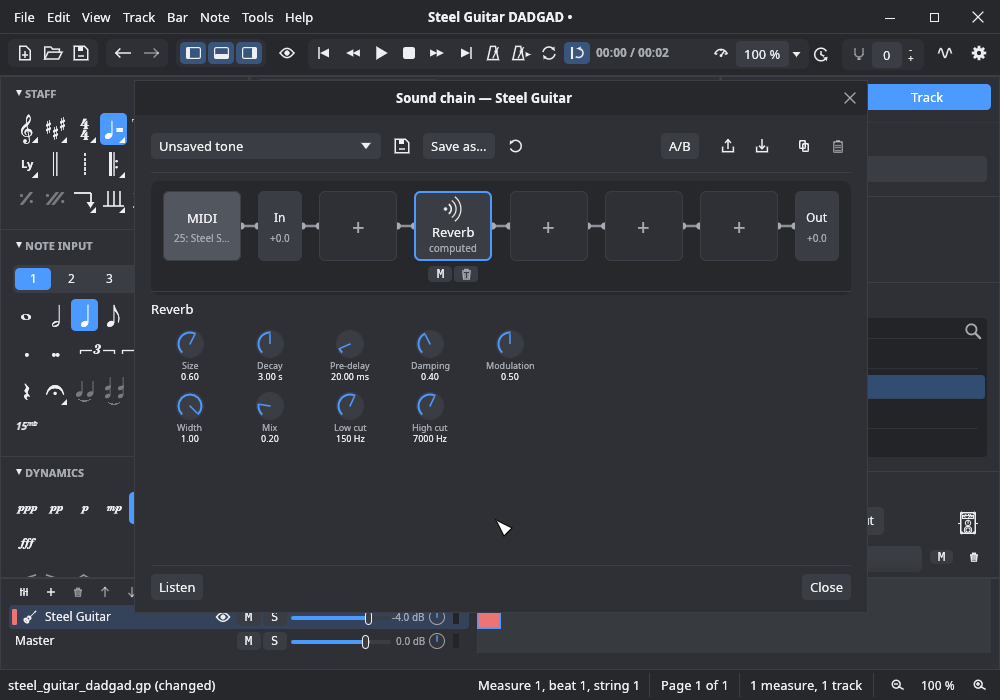 File Edit View Track Bar Note Tools Help
Steel Guitar DADGAD •
00:00 / 00:02
100 %
0
-
+
STAFF
Track
Sound chain — Steel Guitar
Unsaved tone
Save as...
A/B
Ly
MIDI
25: Steel S...
In
+0.0
+
Reverb
computed
+
+
+
Out
+0.0
M
NOTE INPUT
1 2 3
Reverb
Size
0.60
Decay
3.00 s
Pre-delay
20.00 ms
Damping
0.40
Modulation
0.50
Width
1.00
Mix
0.20
Low cut
150 Hz
High cut
7000 Hz
3
15mb
DYNAMICS
ppp pp p mp
fff
M
Listen
Close
Steel Guitar
M S
-4.0 dB
Master
M S
0.0 dB
steel_guitar_dadgad.gp (changed)
Measure 1, beat 1, string 1
Page 1 of 1
1 measure, 1 track
100 %